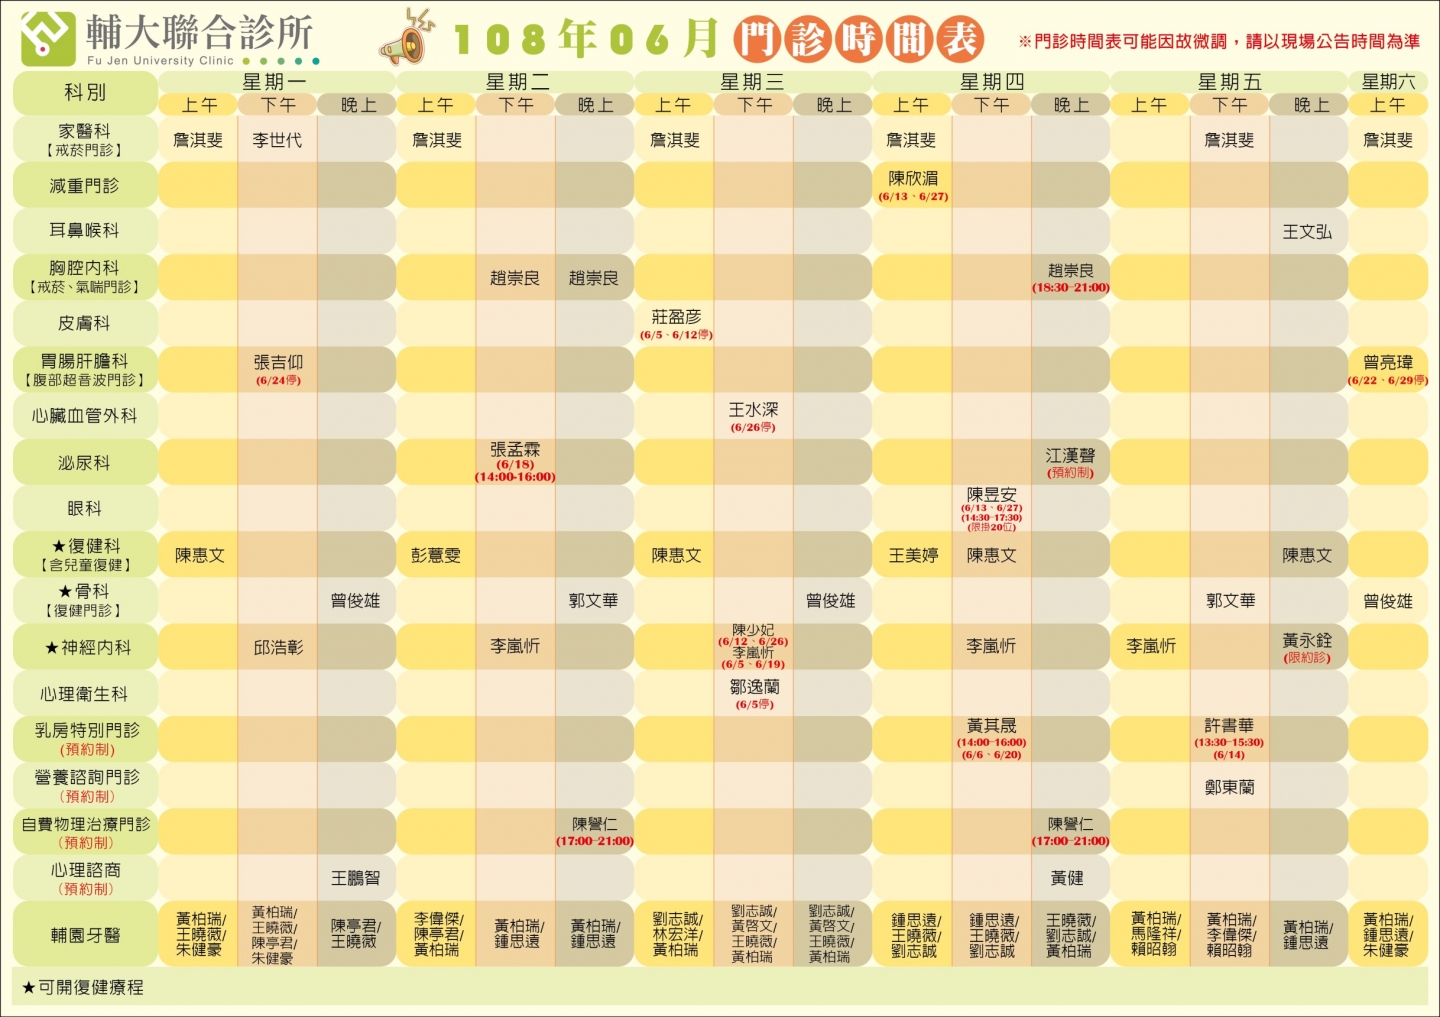 輔大聯合診所
Fu Jen University Clinic
108年06月門診時間表
※門診時間表可能因故微調，請以現場公告時間為準
科別 星期一 星期二 星期三 星期四 星期五 星期六
上午 下午 晚上 上午 下午 晚上 上午 下午 晚上 上午 下午 晚上 上午 下午 晚上 上午
家醫科 詹淇斐 李世代 詹淇斐 詹淇斐 詹淇斐 詹淇斐 詹淇斐
【戒菸門診】
減重門診 陳欣湄
(6/13、6/27)
耳鼻喉科 王文弘
胸腔內科 趙崇良 趙崇良 趙崇良
【戒菸、氣喘門診】 (18:30-21:00)
皮膚科 莊盈彥
(6/5、6/12停)
胃腸肝膽科 張吉仰 曾亮瑋
【腹部超音波門診】 (6/24停) (6/22、6/29停)
心臟血管外科 王水深
(6/26停)
泌尿科 張孟霖 江漢聲
(6/18) (預約制)
(14:00-16:00)
眼科 陳昱安
(6/13、6/27)
(14:30-17:30)
(限掛20位)
★復健科 陳惠文 彭薏雯 陳惠文 王美婷 陳惠文 陳惠文
【含兒童復健】
★骨科 曾俊雄 郭文華 曾俊雄 郭文華 曾俊雄
【復健門診】
★神經內科 邱浩彰 李嵐忻 陳少妃 李嵐忻 李嵐忻 黃永銓
(6/12、6/26) (限約診)
李嵐忻
(6/5、6/19)
心理衛生科 鄒逸蘭
(6/5停)
乳房特別門診 黃其晟 許書華
(預約制) (14:00-16:00) (13:30-15:30)
(6/6、6/20) (6/14)
營養諮詢門診 鄭東蘭
(預約制)
自費物理治療門診 陳譽仁 陳譽仁
(預約制) (17:00-21:00) (17:00-21:00)
心理諮商 王鵬智 黃健
(預約制)
輔園牙醫
黃柏瑞/
王曉薇/
朱健豪
黃柏瑞/
王曉薇/
陳亭君/
朱健豪
陳亭君/
王曉薇
李偉傑/
陳亭君/
黃柏瑞
黃柏瑞/
鍾思遠
黃柏瑞/
鍾思遠
劉志誠/
林宏洋/
黃柏瑞
劉志誠/
黃啓文/
王曉薇/
黃柏瑞
劉志誠/
黃啓文/
王曉薇/
黃柏瑞
鍾思遠/
王曉薇/
劉志誠
鍾思遠/
王曉薇/
劉志誠
王曉薇/
劉志誠/
黃柏瑞
黃柏瑞/
馬隆祥/
賴昭翰
黃柏瑞/
李偉傑/
賴昭翰
黃柏瑞/
鍾思遠
黃柏瑞/
鍾思遠/
朱健豪
★可開復健療程